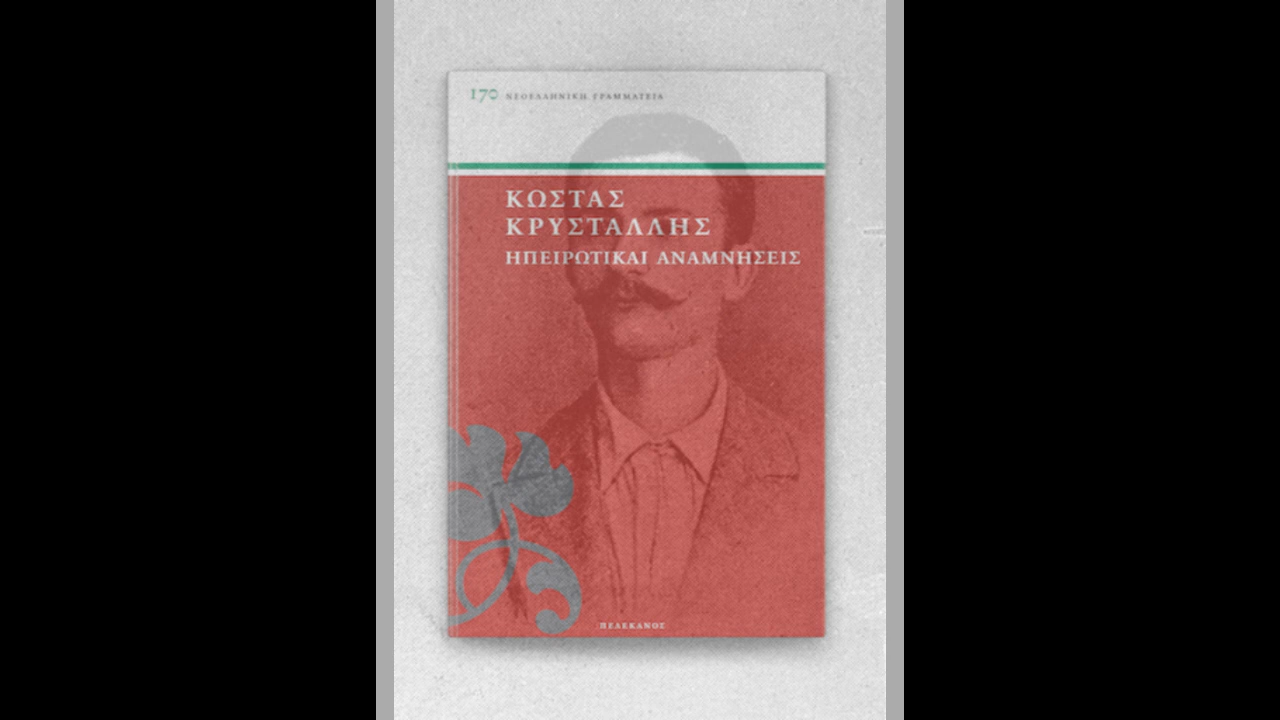 170 ΝΕΟΕΛΛΗΝΙΚΗ ΓΡΑΜΜΑΤΕΙΑ
ΚΩΣΤΑΣ
ΚΡΥΣΤΑΛΛΗΣ
ΗΠΕΙΡΩΤΙΚΑΙ ΑΝΑΜΝΗΣΕΙΣ
ΠΕΛΕΚΑΝΟΣ